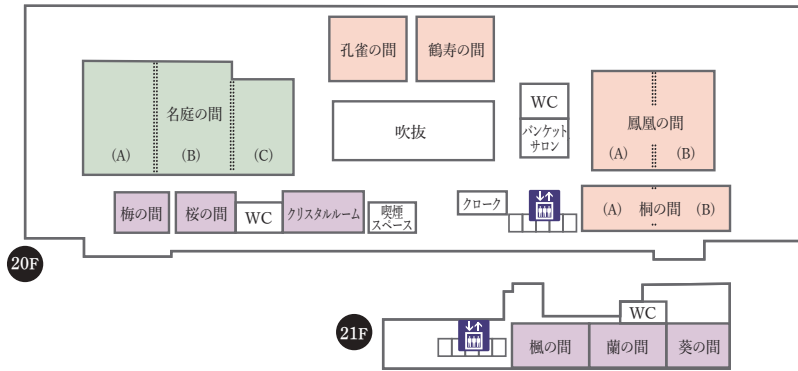 孔雀の間
鶴寿の間
名庭の間
(A)
(B)
(C)
吹抜
WC
バンケット
サロン
鳳凰の間
(A)
(B)
梅の間
桜の間
WC
クリスタルルーム
喫煙
スペース
クローク
(A) 桐の間 (B)
20F
21F
WC
楓の間
蘭の間
葵の間